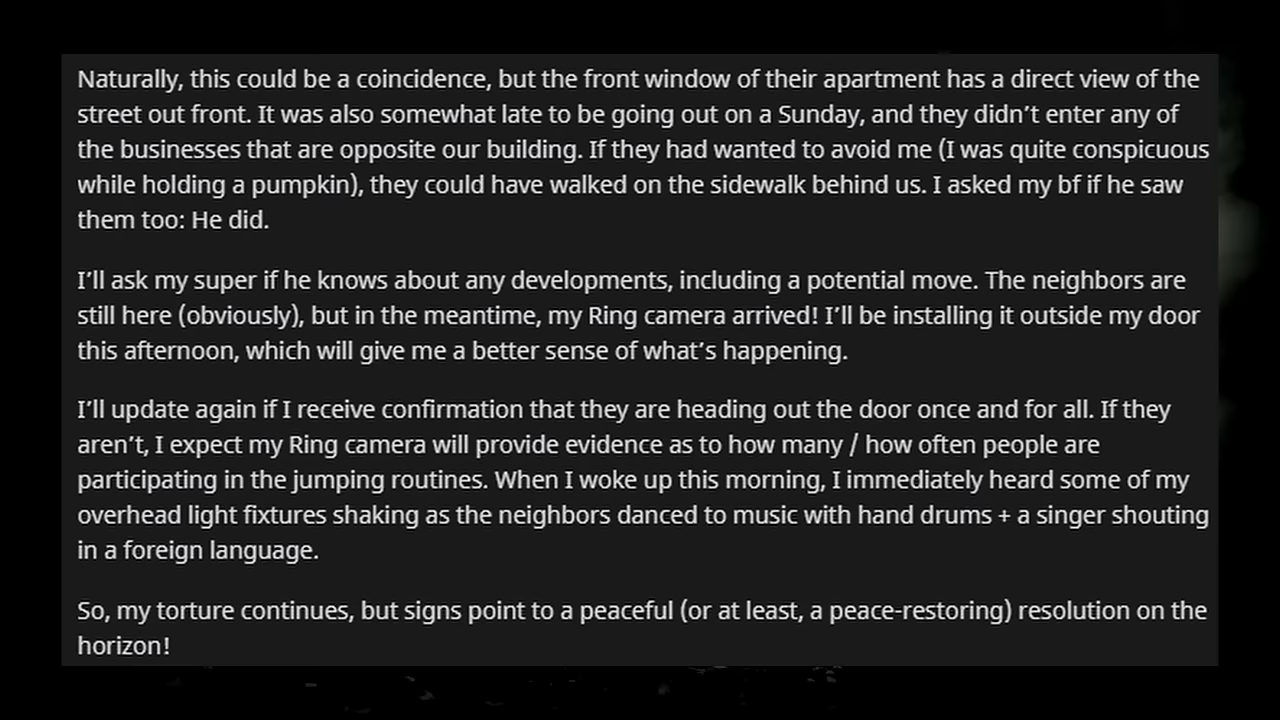 Naturally, this could be a coincidence, but the front window of their apartment has a direct view of the
street out front. It was also somewhat late to be going out on a Sunday, and they didn’t enter any of
the businesses that are opposite our building. If they had wanted to avoid me (I was quite conspicuous
while holding a pumpkin), they could have walked on the sidewalk behind us. I asked my bf if he saw
them too: He did.
I’ll ask my super if he knows about any developments, including a potential move. The neighbors are
still here (obviously), but in the meantime, my Ring camera arrived! I’ll be installing it outside my door
this afternoon, which will give me a better sense of what’s happening.
I’ll update again if I receive confirmation that they are heading out the door once and for all. If they
aren’t, I expect my Ring camera will provide evidence as to how many / how often people are
participating in the jumping routines. When I woke up this morning, I immediately heard some of my
overhead light fixtures shaking as the neighbors danced to music with hand drums + a singer shouting
in a foreign language.
So, my torture continues, but signs point to a peaceful (or at least, a peace-restoring) resolution on the
horizon!